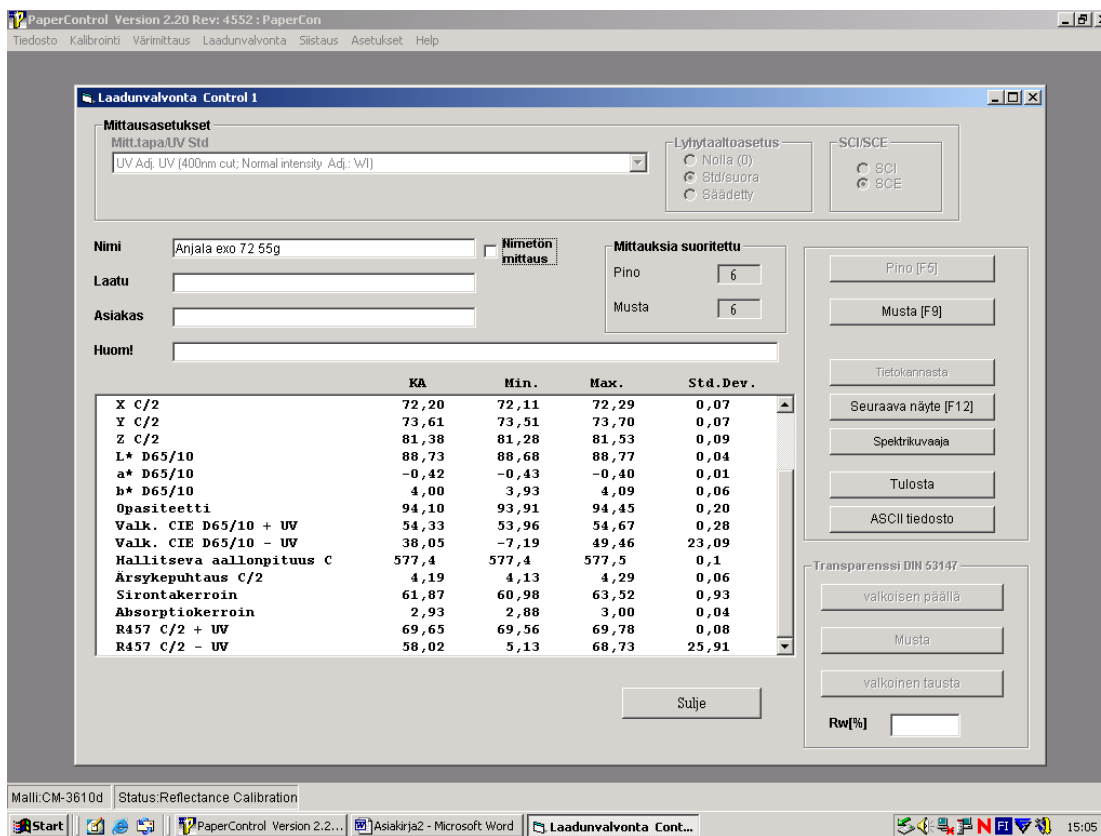 PaperControl Version 2.20 Rev: 4552 : PaperCon
Tiedosto Kalibrointi Värimittaus Laadunvalvonta Siistaus Asetukset Help
Laadunvalvonta Control 1
Mittausasetukset
Mitt.tapa/UV Std
UV Adj. UV (400nm cut; Normal intensity Adj.: WI)
Lyhytaaltoasetus
Nolla (0)
Std/suora
Säädetty
SCI/SCE
SCI
SCE
Nimi Anjala exo 72 55g
Nimetön mittaus
Laatu
Asiakas
Huom!
Mittauksia suoritettu
Pino 6
Musta 6
Pino [F5]
Musta [F9]
Tietokannasta
Seuraava näyte [F12]
Spektrikuvaaja
Tulosta
ASCII tiedosto
KA Min. Max. Std.Dev.
X C/2 72,20 72,11 72,29 0,07
Y C/2 73,61 73,51 73,70 0,07
Z C/2 81,38 81,28 81,53 0,09
L* D65/10 88,73 88,68 88,77 0,04
a* D65/10 -0,42 -0,43 -0,40 0,01
b* D65/10 4,00 3,93 4,09 0,06
Opasiteetti 94,10 93,91 94,45 0,20
Valk. CIE D65/10 + UV 54,33 53,96 54,67 0,28
Valk. CIE D65/10 - UV 38,05 -7,19 49,46 23,09
Hallitseva aallonpituus C 577,4 577,4 577,5 0,1
Ärsykepuhtaus C/2 4,19 4,13 4,29 0,06
Sirontakerroin 61,87 60,98 63,52 0,93
Absorptiokerroin 2,93 2,88 3,00 0,04
R457 C/2 + UV 69,65 69,56 69,78 0,08
R457 C/2 - UV 58,02 5,13 68,73 25,91
Transparenssi DIN 53147
valkoisen päällä
Musta
valkoinen tausta
Rw[%]
Sulje
Malli:CM-3610d Status:Reflectance Calibration
Start PaperControl Version 2.2... Asiakirja2 - Microsoft Word Laadunvalvonta Cont... N FI 15:05